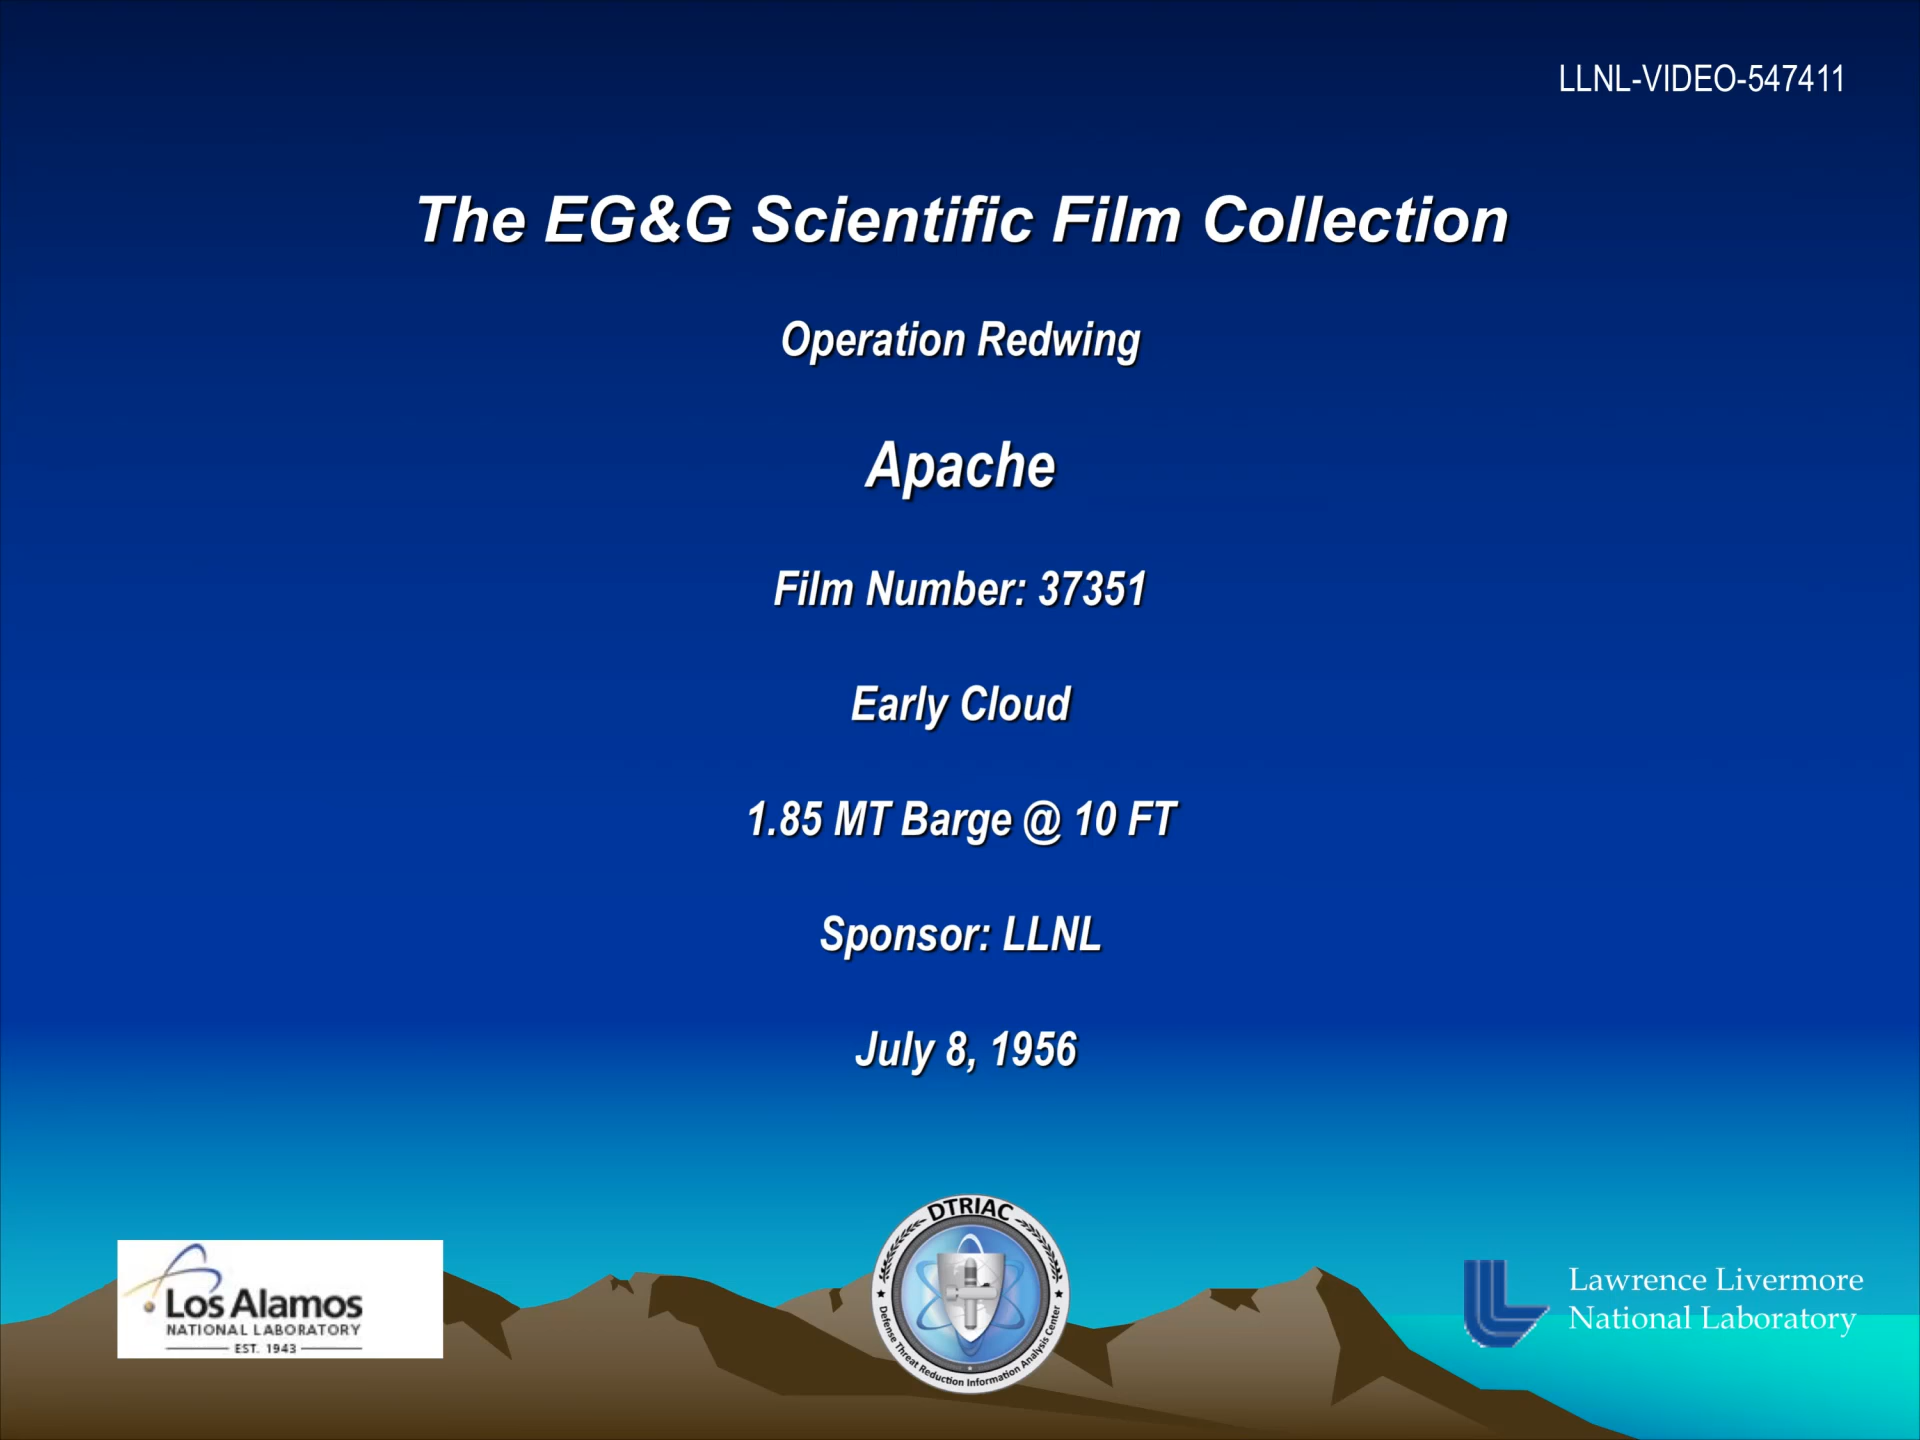 LLNL-VIDEO-547411
The EG&G Scientific Film Collection
Operation Redwing
Apache
Film Number: 37351
Early Cloud
1.85 MT Barge @ 10 FT
Sponsor: LLNL
July 8, 1956
Los Alamos
NATIONAL LABORATORY
EST. 1943
DTRIAC
Defense Threat Reduction Information Analysis Center
Lawrence Livermore
National Laboratory